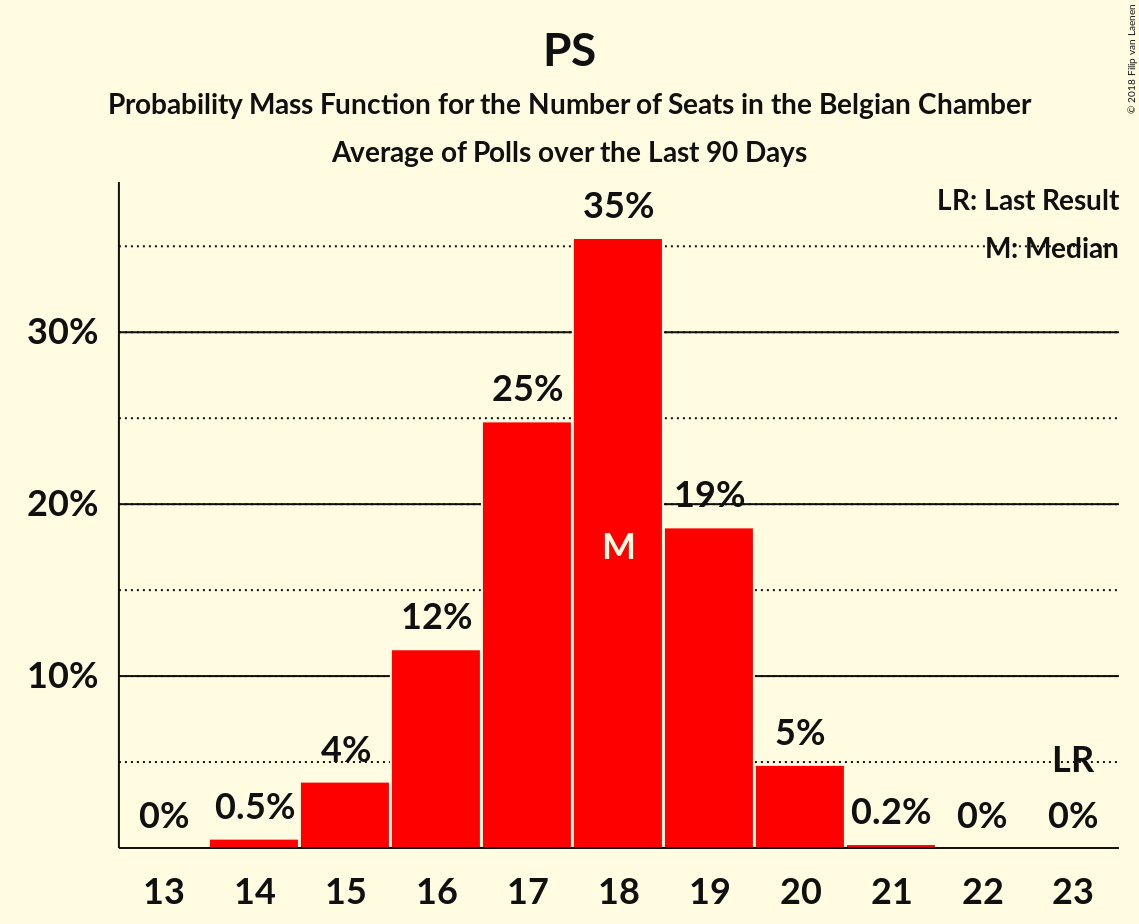 PS
Probability Mass Function for the Number of Seats in the Belgian Chamber
Average of Polls over the Last 90 Days
© 2018 Filip van Laenen
LR: Last Result
M: Median
35%
30%
25%
20%
19%
M
12%
10%
4%
5%
LR
0%
0.5%
0.2%
0%
0%
13 14 15 16 17 18 19 20 21 22 23